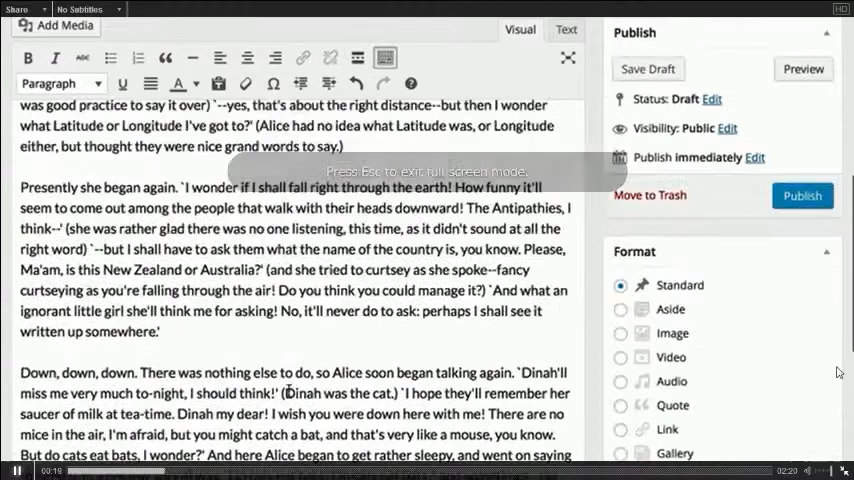 Share
No Subtitles
HD
Add Media
Visual
Text
Publish
B I ABC
Paragraph
U A Ω
Save Draft
Preview
Status: Draft Edit
Visibility: Public Edit
Publish immediately Edit
Move to Trash
Publish
was good practice to say it over) `--yes, that's about the right distance--but then I wonder
what Latitude or Longitude I've got to?' (Alice had no idea what Latitude was, or Longitude
either, but thought they were nice grand words to say.)
Press Esc to exit full screen mode.
Presently she began again. `I wonder if I shall fall right through the earth! How funny it'll
seem to come out among the people that walk with their heads downward! The Antipathies, I
think--' (she was rather glad there was no one listening, this time, as it didn't sound at all the
right word) `--but I shall have to ask them what the name of the country is, you know. Please,
Ma'am, is this New Zealand or Australia?' (and she tried to curtsey as she spoke--fancy
curtseying as you're falling through the air! Do you think you could manage it?) `And what an
ignorant little girl she'll think me for asking! No, it'll never do to ask: perhaps I shall see it
written up somewhere.'
Down, down, down. There was nothing else to do, so Alice soon began talking again. `Dinah'll
miss me very much to-night, I should think!' (Dinah was the cat.) `I hope they'll remember her
saucer of milk at tea-time. Dinah my dear! I wish you were down here with me! There are no
mice in the air, I'm afraid, but you might catch a bat, and that's very like a mouse, you know.
But do cats eat bats, I wonder?' And here Alice began to get rather sleepy, and went on saying
Format
Standard
Aside
Image
Video
Audio
Quote
Link
Gallery
00:19
02:20